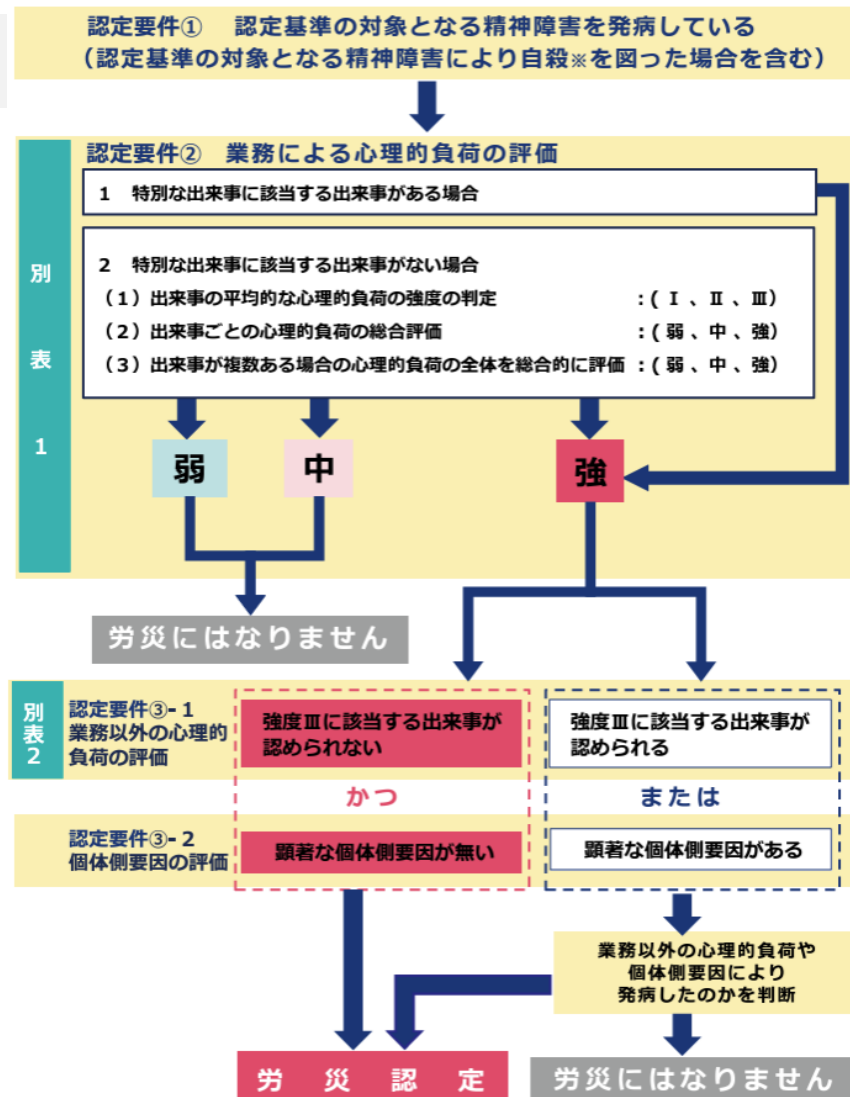 認定要件① 認定基準の対象となる精神障害を発病している
(認定基準の対象となる精神障害により自殺※を図った場合を含む)
別表1
認定要件② 業務による心理的負荷の評価
1 特別な出来事に該当する出来事がある場合
2 特別な出来事に該当する出来事がない場合
(1)出来事の平均的な心理的負荷の強度の判定 :( Ⅰ 、 Ⅱ 、 Ⅲ)
(2)出来事ごとの心理的負荷の総合評価 :( 弱 、 中 、 強)
(3)出来事が複数ある場合の心理的負荷の全体を総合的に評価 :( 弱 、 中 、 強)
弱
中
強
労災にはなりません
別表2
認定要件③-1
業務以外の心理的
負荷の評価
強度Ⅲに該当する出来事が
認められない
強度Ⅲに該当する出来事が
認められる
かつ
または
認定要件③-2
個体側要因の評価
顕著な個体側要因が無い
顕著な個体側要因がある
業務以外の心理的負荷や
個体側要因により
発病したのかを判断
労災認定
労災にはなりません